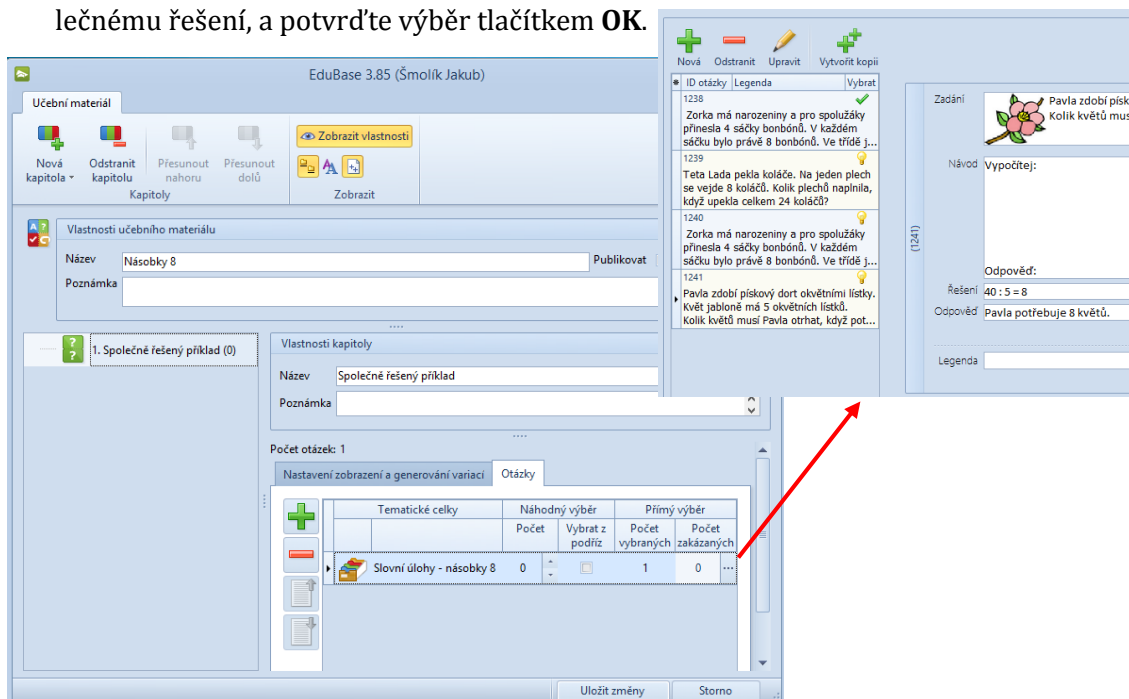 lečnému řešení, a potvrďte výběr tlačítkem OK.
EduBase 3.85 (Šmolík Jakub)
Učební materiál
Nová kapitola
Odstranit kapitolu
Přesunout nahoru
Přesunout dolů
Kapitoly
Zobrazit vlastnosti
Zobrazit
Vlastnosti učebního materiálu
Název Násobky 8 Publikovat
Poznámka
1. Společně řešený příklad (0)
Vlastnosti kapitoly
Název Společně řešený příklad
Poznámka
Počet otázek: 1
Nastavení zobrazení a generování variací Otázky
Tematické celky Náhodný výběr Přímý výběr
Počet Vybrat z podříz Počet vybraných Počet zakázaných
Slovní úlohy - násobky 8 0 1 0 ...
Uložit změny Storno
Nová Odstranit Upravit Vytvořit kopii
ID otázky Legenda Vybrat
1238
Zorka má narozeniny a pro spolužáky
přinesla 4 sáčky bonbónů. V každém
sáčku bylo právě 8 bonbónů. Ve třídě j...
1239
Teta Lada pekla koláče. Na jeden plech
se vejde 8 koláčů. Kolik plechů naplnila,
když upekla celkem 24 koláčů?
1240
Zorka má narozeniny a pro spolužáky
přinesla 4 sáčky bonbónů. V každém
sáčku bylo právě 8 bonbónů. Ve třídě j...
1241
Pavla zdobí pískový dort okvětními lístky.
Květ jabloně má 5 okvětních lístků.
Kolik květů musí Pavla otrhat, když pot...
(1241)
Zadání Pavla zdobí písk
Kolik květů mus
Návod Vypočítej:
Odpověď:
Řešení 40 : 5 = 8
Odpověď Pavla potřebuje 8 květů.
Legenda